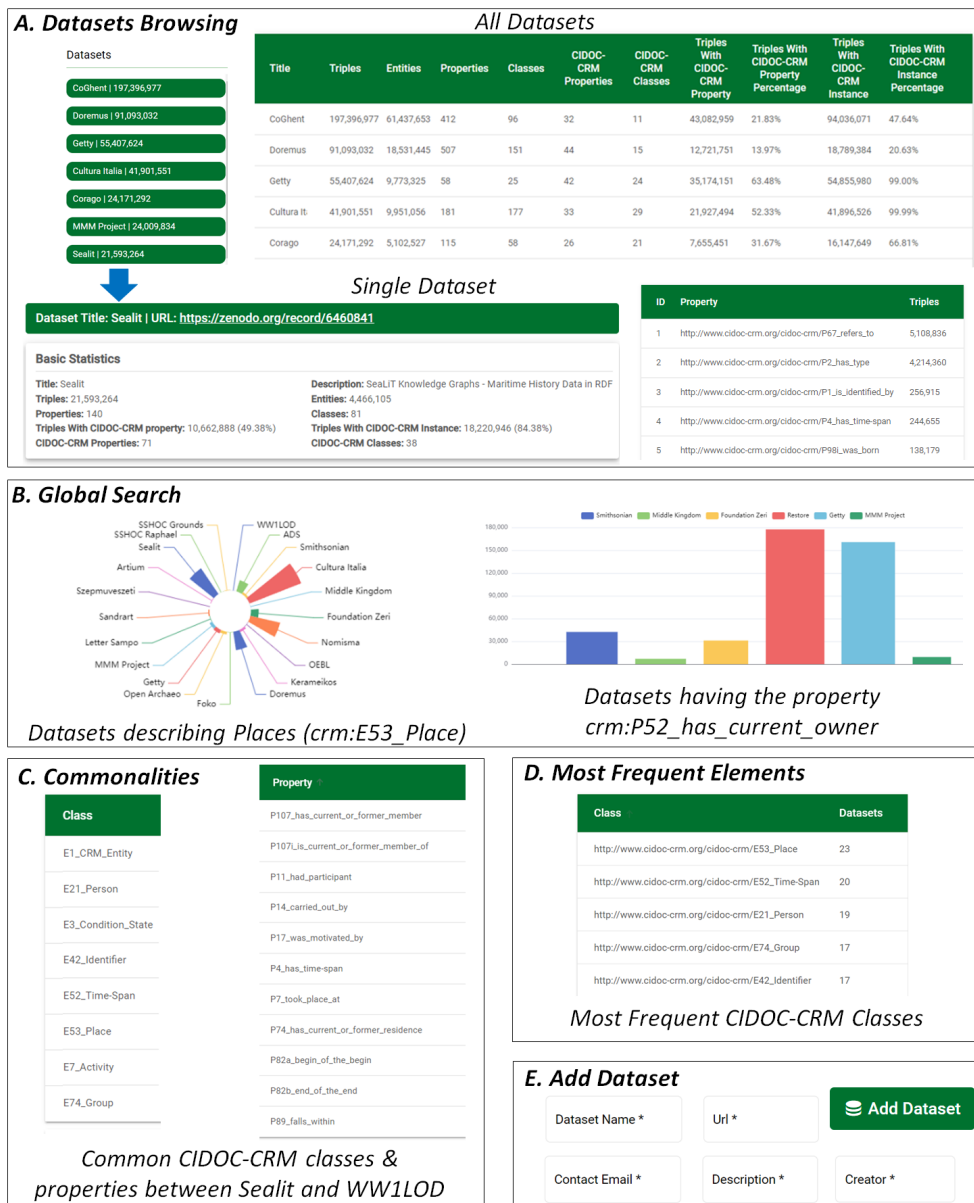 A. Datasets Browsing
All Datasets
Datasets
CoGhent | 197,396,977
Doremus | 91,093,032
Getty | 55,407,624
Cultura Italia | 41,901,551
Corago | 24,171,292
MMM Project | 24,009,834
Sealit | 21,593,264
Title Triples Entities Properties Classes CIDOC-CRM Properties CIDOC-CRM Classes Triples With CIDOC-CRM Property Triples With CIDOC-CRM Property Percentage Triples With CIDOC-CRM Instance Triples With CIDOC-CRM Instance Percentage
CoGhent 197,396,977 61,437,653 412 96 32 11 43,082,959 21.83% 94,036,071 47.64%
Doremus 91,093,032 18,531,445 507 151 44 15 12,721,751 13.97% 18,789,384 20.63%
Getty 55,407,624 9,773,325 58 25 42 24 35,174,151 63.48% 54,855,980 99.00%
Cultura It 41,901,551 9,951,056 181 177 33 29 21,927,494 52.33% 41,896,526 99.99%
Corago 24,171,292 5,102,527 115 58 26 21 7,655,451 31.67% 16,147,649 66.81%
Single Dataset
Dataset Title: Sealit | URL: https://zenodo.org/record/6460841
Basic Statistics
Title: Sealit
Triples: 21,593,264
Properties: 140
Triples With CIDOC-CRM property: 10,662,888 (49.38%)
CIDOC-CRM Properties: 71
Description: SeaLiT Knowledge Graphs - Maritime History Data in RDF
Entities: 4,466,105
Classes: 81
Triples With CIDOC-CRM Instance: 18,220,946 (84.38%)
CIDOC-CRM Classes: 38
ID Property Triples
1 http://www.cidoc-crm.org/cidoc-crm/P67_refers_to 5,108,836
2 http://www.cidoc-crm.org/cidoc-crm/P2_has_type 4,214,360
3 http://www.cidoc-crm.org/cidoc-crm/P1_is_identified_by 256,915
4 http://www.cidoc-crm.org/cidoc-crm/P4_has_time-span 244,655
5 http://www.cidoc-crm.org/cidoc-crm/P98i_was_born 138,179
B. Global Search
SSHOC Grounds
SSHOC Raphael
Sealit
Artium
Szepmuveszeti
Sandrart
Letter Sampo
MMM Project
Getty
Open Archaeo
Foko
WW1LOD
ADS
Smithsonian
Cultura Italia
Middle Kingdom
Foundation Zeri
Nomisma
OEBL
Kerameikos
Doremus
Datasets describing Places (crm:E53_Place)
Smithsonian Middle Kingdom Foundation Zeri Restore Getty MMM Project
180,000
150,000
120,000
90,000
60,000
30,000
0
Datasets having the property
crm:P52_has_current_owner
C. Commonalities
Class
E1_CRM_Entity
E21_Person
E3_Condition_State
E42_Identifier
E52_Time-Span
E53_Place
E7_Activity
E74_Group
Property
P107_has_current_or_former_member
P107i_is_current_or_former_member_of
P11_had_participant
P14_carried_out_by
P17_was_motivated_by
P4_has_time-span
P7_took_place_at
P74_has_current_or_former_residence
P82a_begin_of_the_begin
P82b_end_of_the_end
P89_falls_within
Common CIDOC-CRM classes &
properties between Sealit and WW1LOD
D. Most Frequent Elements
Class Datasets
http://www.cidoc-crm.org/cidoc-crm/E53_Place 23
http://www.cidoc-crm.org/cidoc-crm/E52_Time-Span 20
http://www.cidoc-crm.org/cidoc-crm/E21_Person 19
http://www.cidoc-crm.org/cidoc-crm/E74_Group 17
http://www.cidoc-crm.org/cidoc-crm/E42_Identifier 17
Most Frequent CIDOC-CRM Classes
E. Add Dataset
Dataset Name * Url * Add Dataset
Contact Email * Description * Creator *